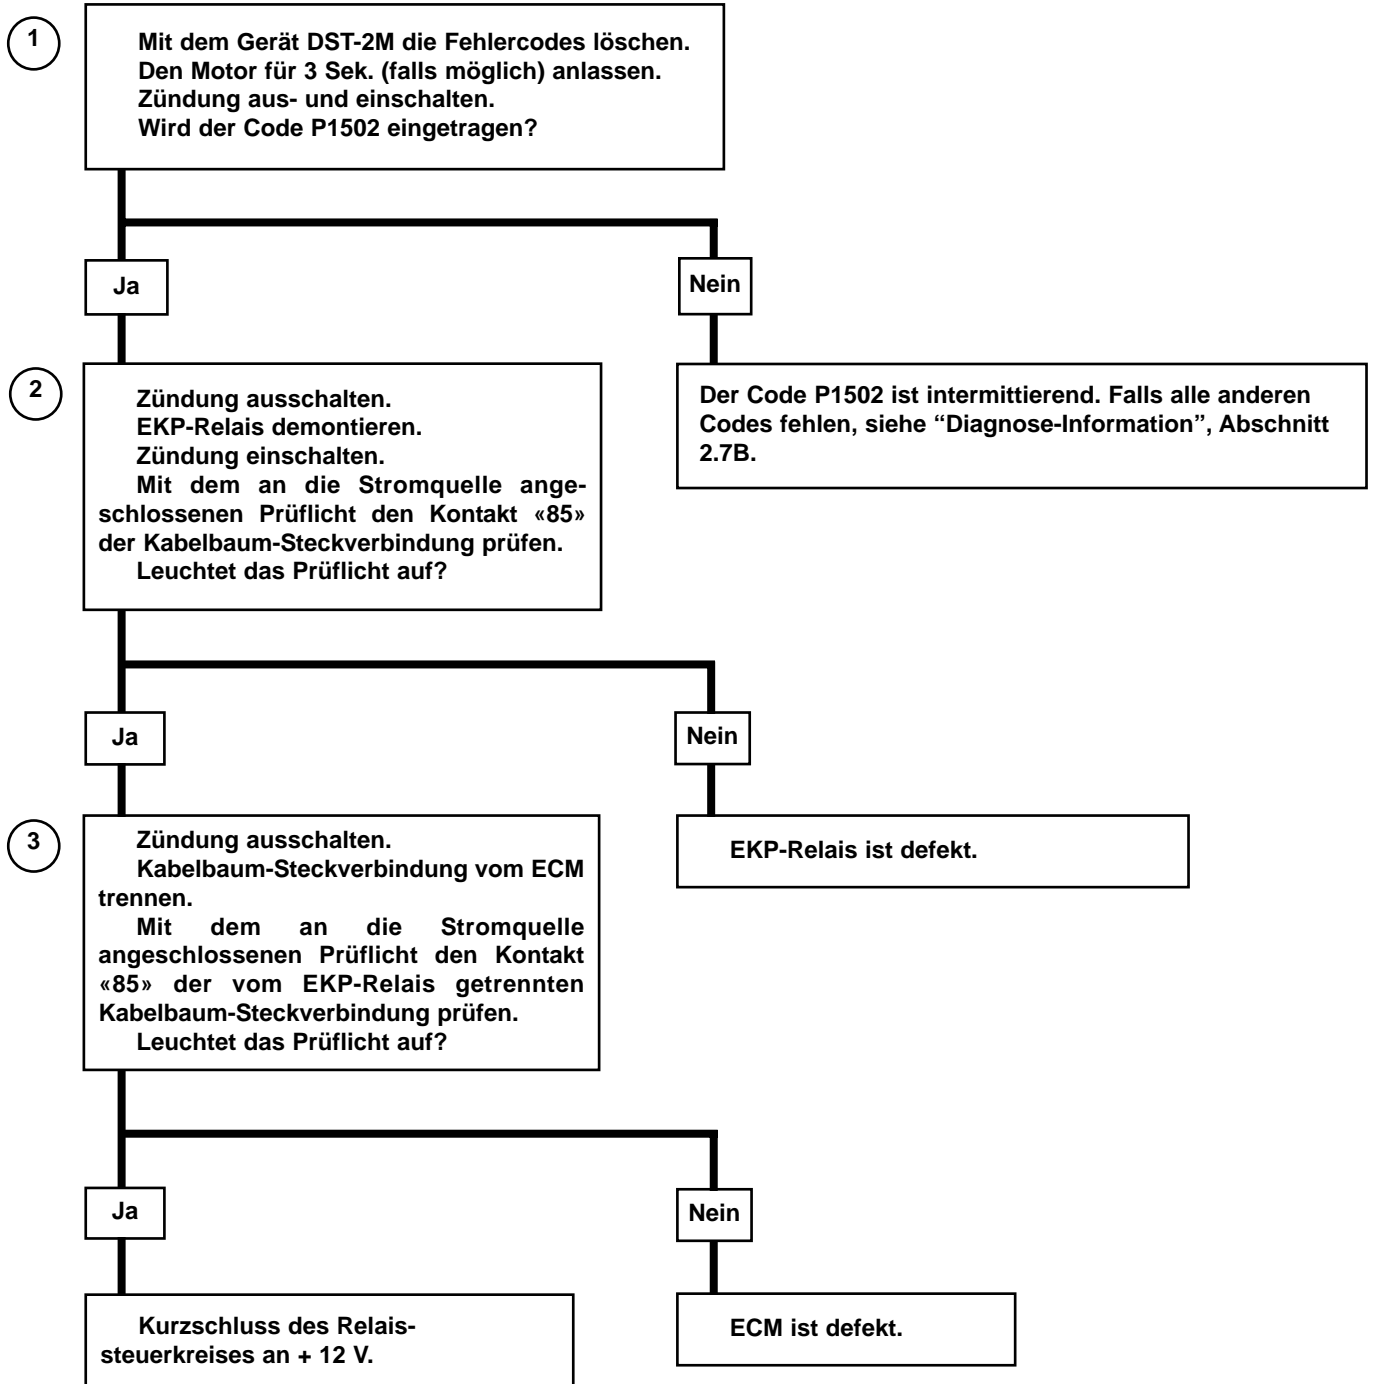 1
Mit dem Gerät DST-2M die Fehlercodes löschen.
Den Motor für 3 Sek. (falls möglich) anlassen.
Zündung aus- und einschalten.
Wird der Code P1502 eingetragen?
Ja
Nein
2
Zündung ausschalten.
EKP-Relais demontieren.
Zündung einschalten.
Mit dem an die Stromquelle ange-
schlossenen Prüflicht den Kontakt «85»
der Kabelbaum-Steckverbindung prüfen.
Leuchtet das Prüflicht auf?
Der Code P1502 ist intermittierend. Falls alle anderen
Codes fehlen, siehe “Diagnose-Information”, Abschnitt
2.7B.
Ja
Nein
3
Zündung ausschalten.
Kabelbaum-Steckverbindung vom ECM
trennen.
Mit dem an die Stromquelle
angeschlossenen Prüflicht den Kontakt
«85» der vom EKP-Relais getrennten
Kabelbaum-Steckverbindung prüfen.
Leuchtet das Prüflicht auf?
EKP-Relais ist defekt.
Ja
Nein
Kurzschluss des Relais-
steuerkreises an + 12 V.
ECM ist defekt.